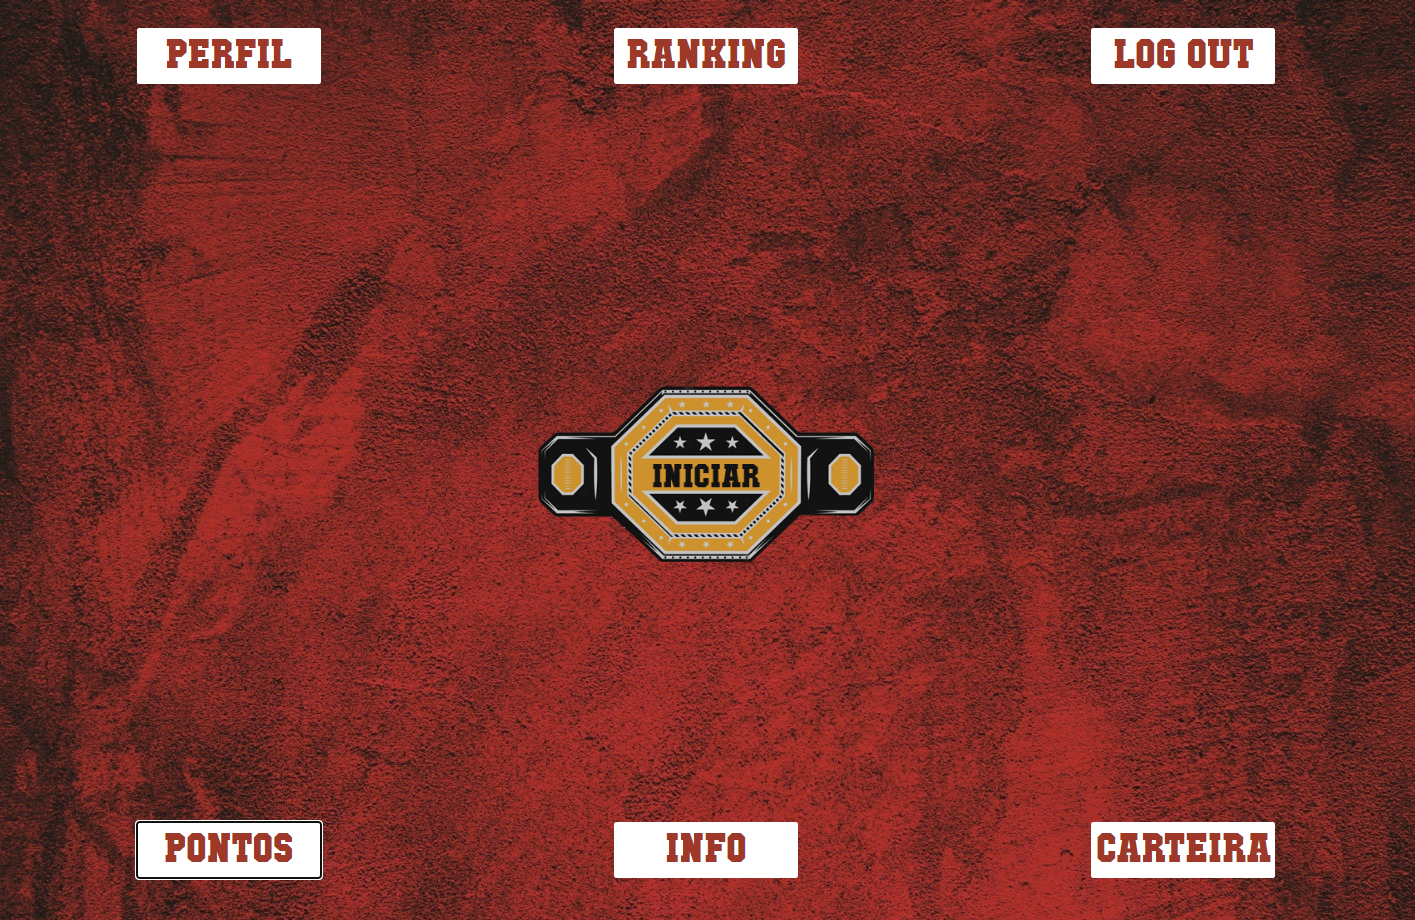 PERFIL
RANKING
LOG OUT
INICIAR
PONTOS
INFO
CARTEIRA